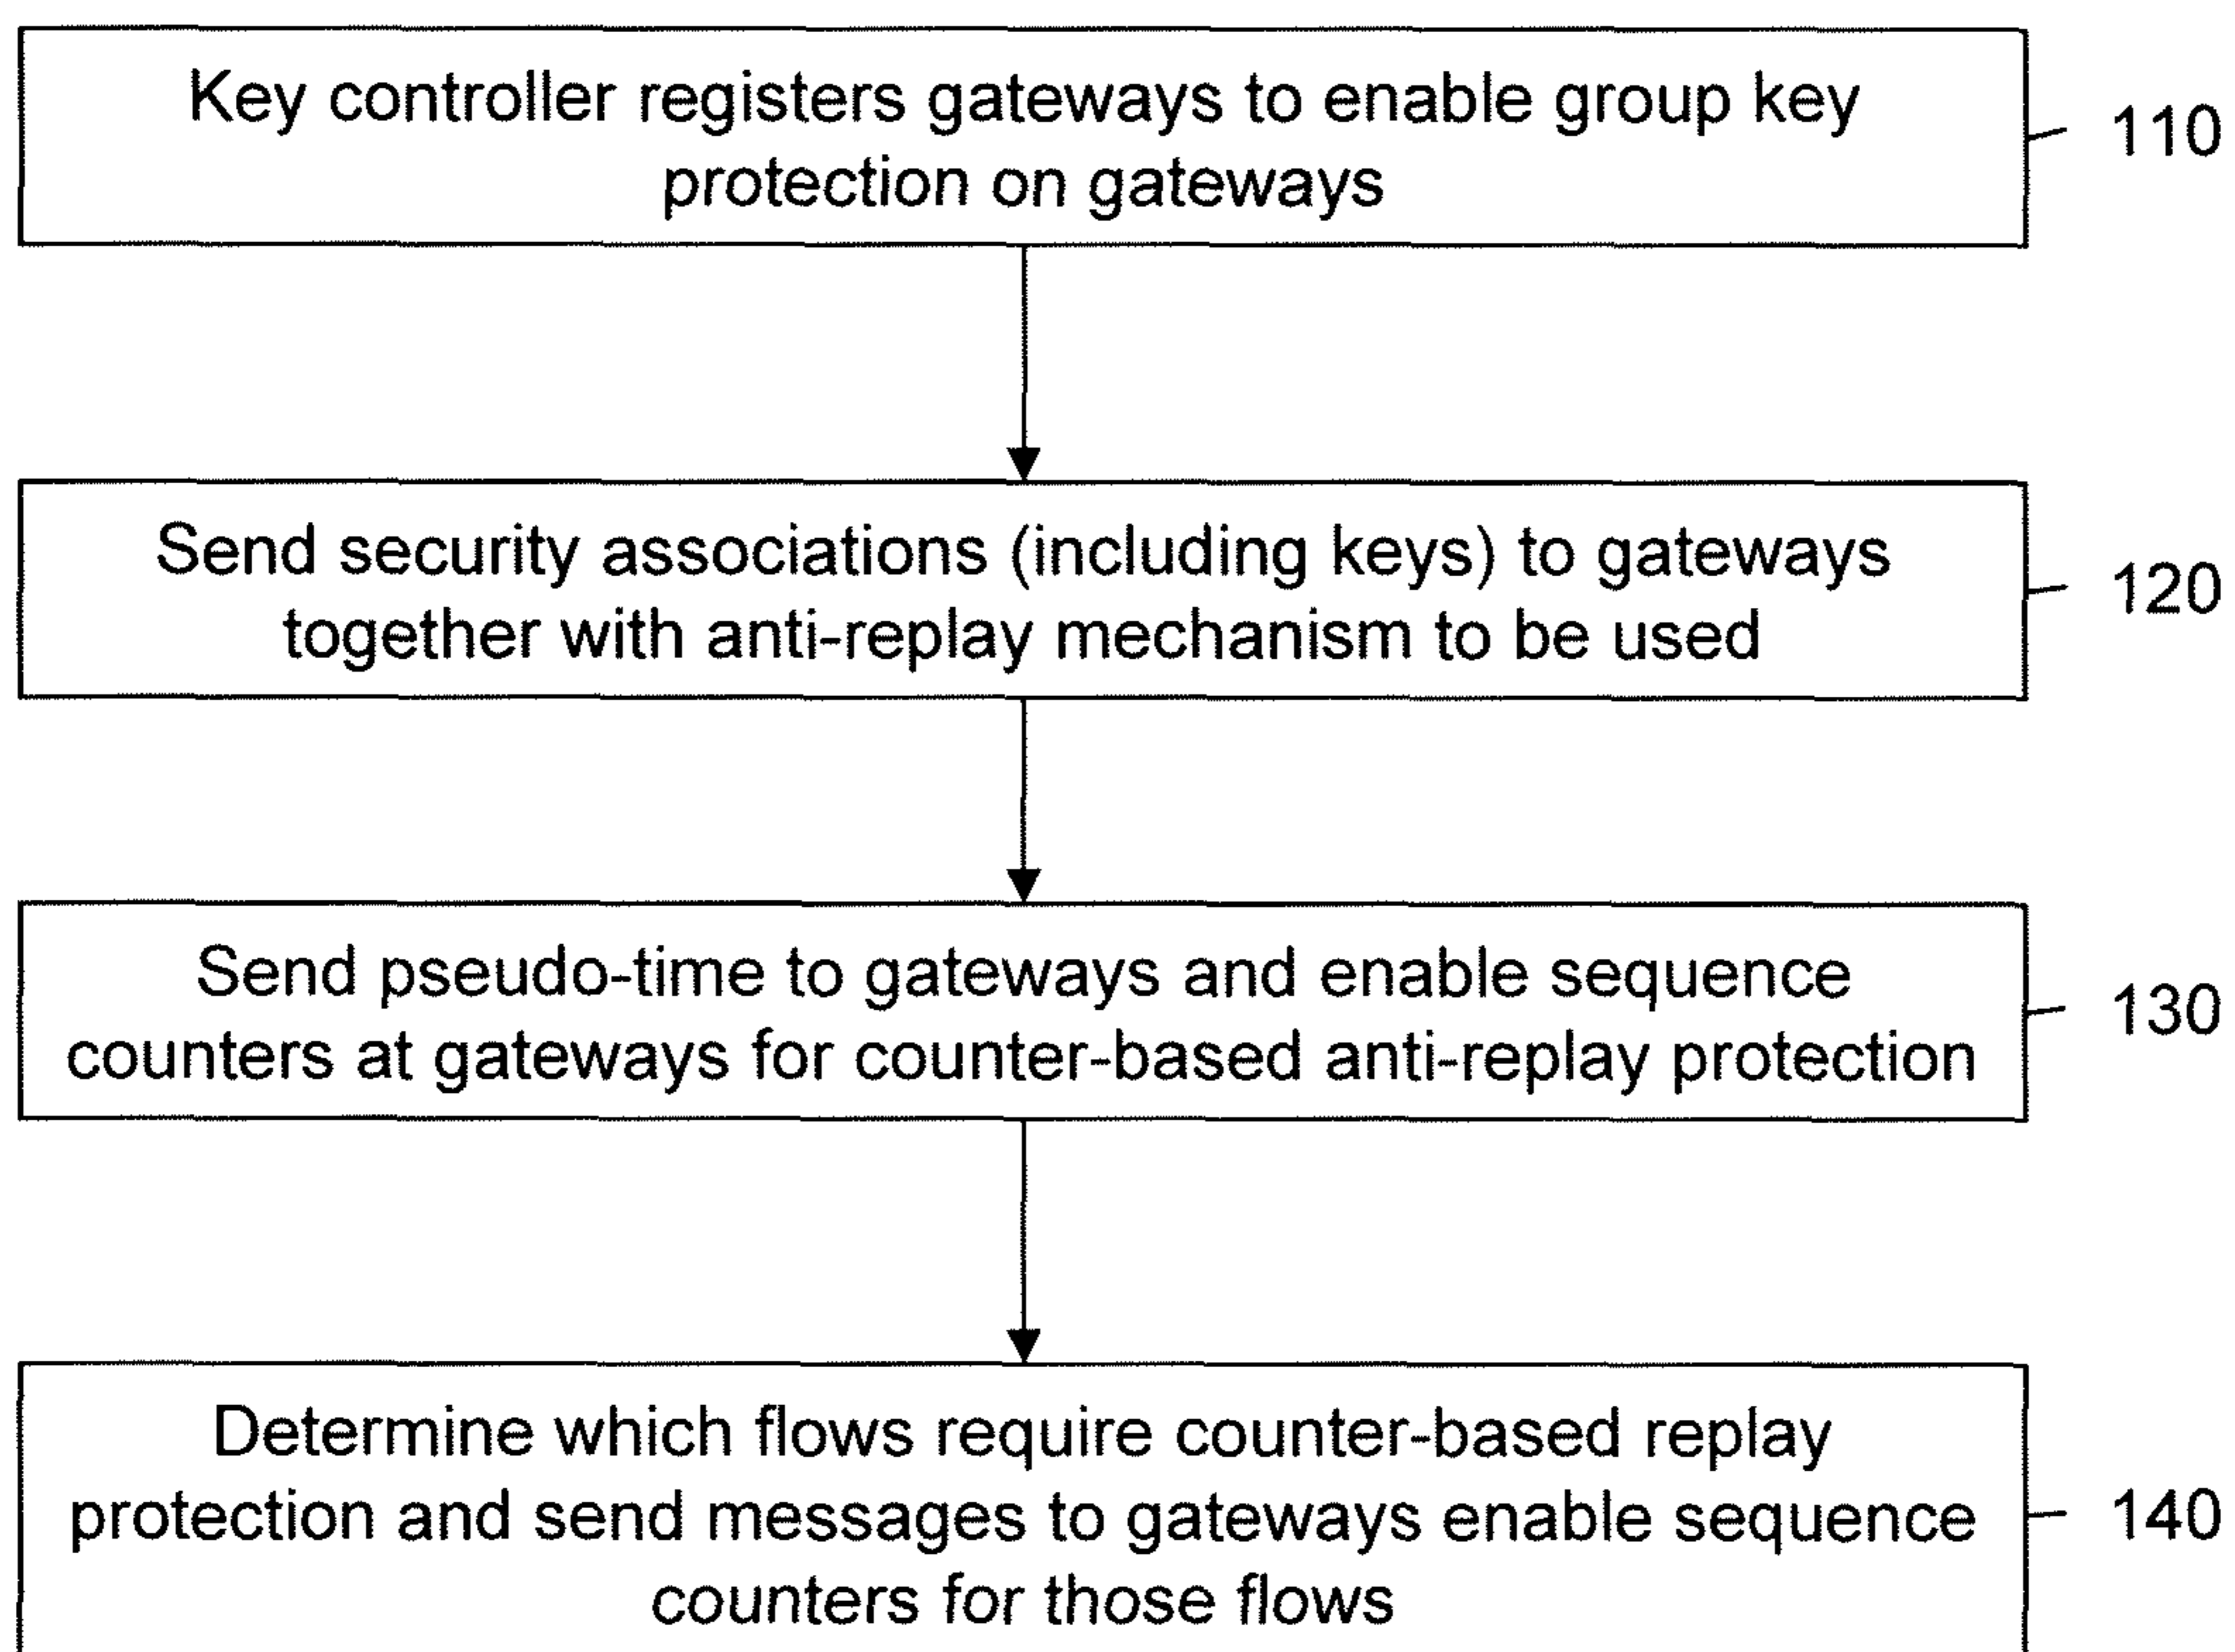 Key controller registers gateways to enable group key
protection on gateways
110
Send security associations (including keys) to gateways
together with anti-replay mechanism to be used
120
Send pseudo-time to gateways and enable sequence
counters at gateways for counter-based anti-replay protection
130
Determine which flows require counter-based replay
protection and send messages to gateways enable sequence
counters for those flows
140